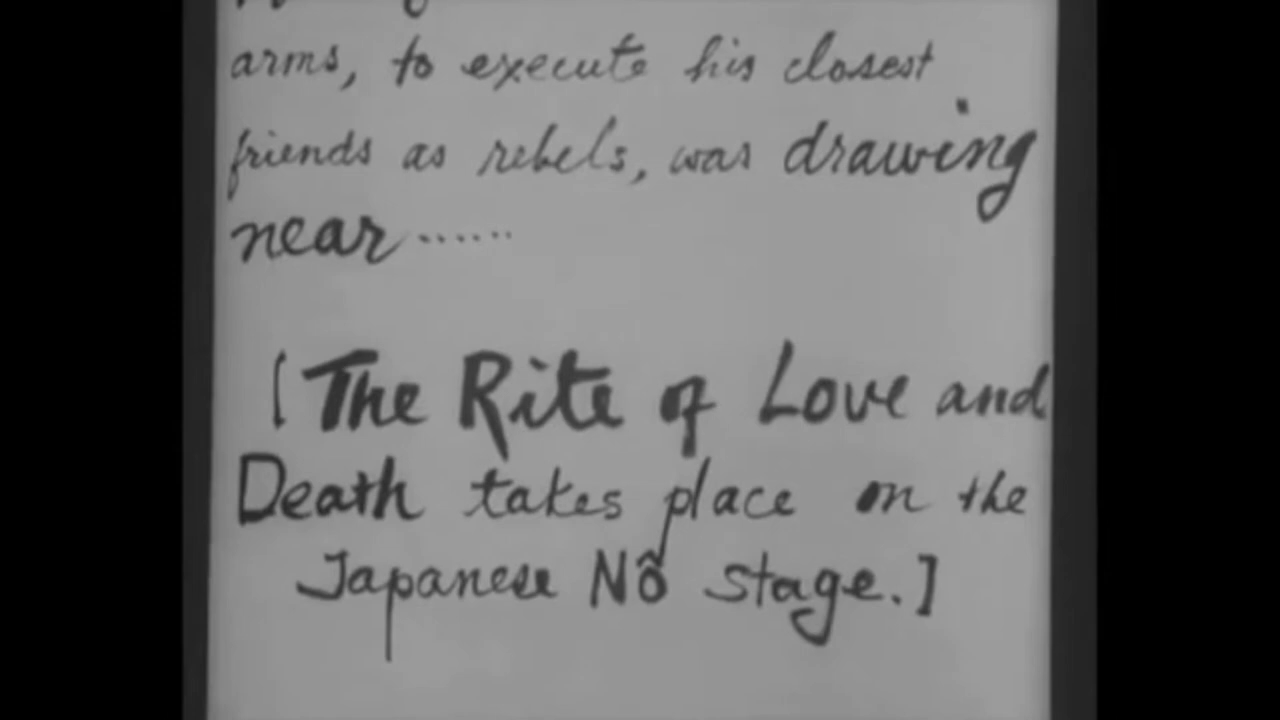 arms, to execute his closest
friends as rebels, was drawing
near......
[The Rite of Love and
Death takes place on the
Japanese Nô stage.]